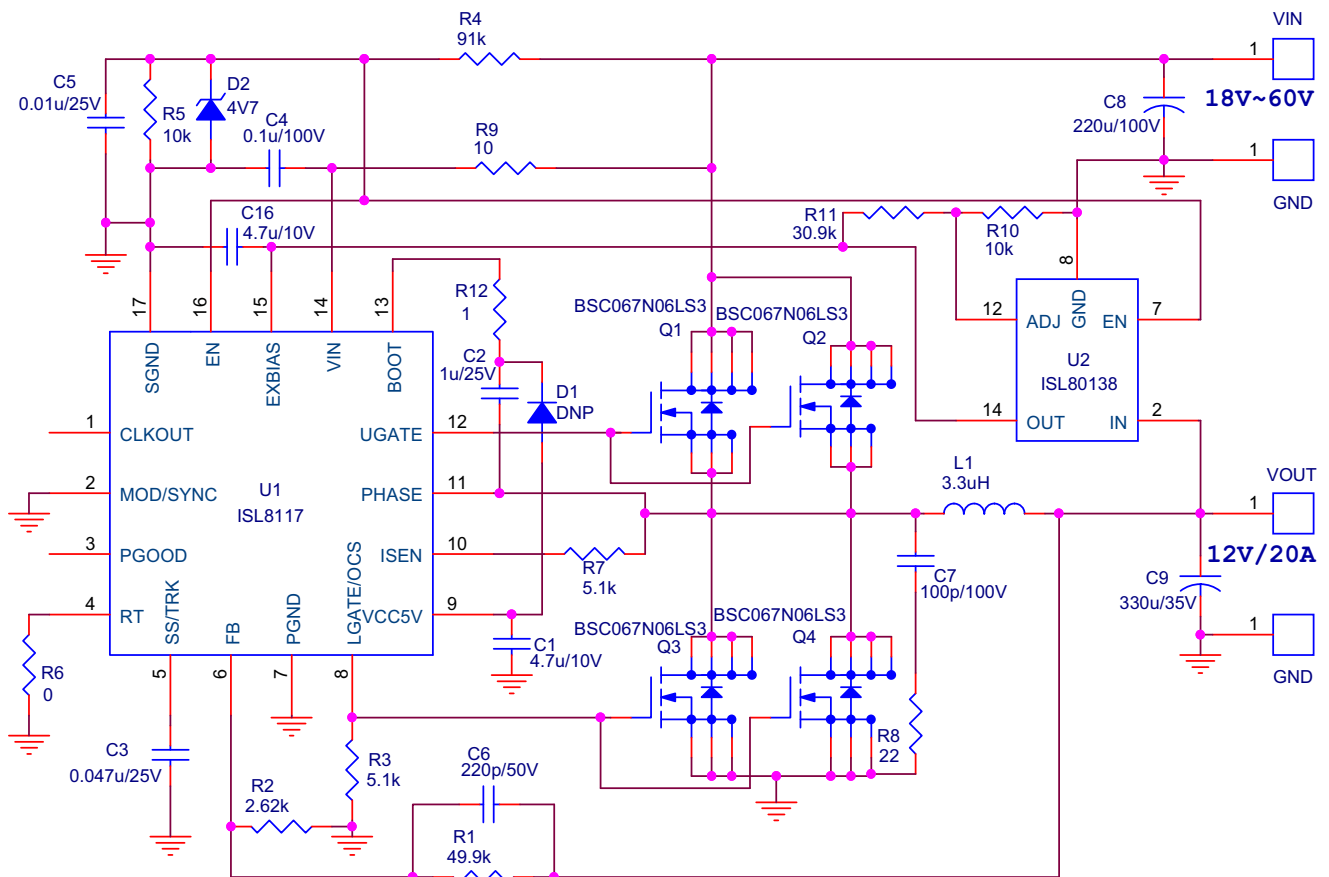 R4
91k
VIN
1
18V~60V
C5
0.01u/25V
R5
10k
D2
4V7
C4
0.1u/100V
R9
10
C8
220u/100V
1
GND
C16
4.7u/10V
R11
30.9k
R10
10k
17
16
15
14
13
R12
1
BSC067N06LS3
Q1
BSC067N06LS3
Q2
8
12
ADJ
GND
EN
7
U2
ISL80138
14
OUT
IN
2
SGND
EN
EXBIAS
VIN
BOOT
C2
1u/25V
D1
DNP
1
CLKOUT
UGATE
12
2
MOD/SYNC
U1
ISL8117
PHASE
11
L1
3.3uH
VOUT
1
12V/20A
3
PGOOD
ISEN
10
R7
5.1k
C7
100p/100V
C9
330u/35V
4
RT
SS/TRK
FB
PGND
LGATE/OCS
VCC5V
9
C1
4.7u/10V
BSC067N06LS3
Q3
BSC067N06LS3
Q4
1
GND
R6
0
5
6
7
8
C3
0.047u/25V
R2
2.62k
R3
5.1k
C6
220p/50V
R8
22
R1
49.9k